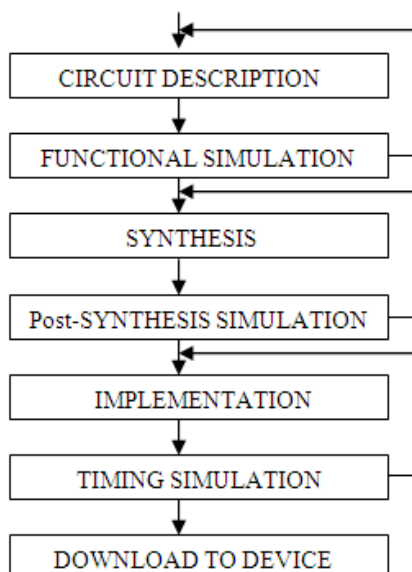 CIRCUIT DESCRIPTION
FUNCTIONAL SIMULATION
SYNTHESIS
Post-SYNTHESIS SIMULATION
IMPLEMENTATION
TIMING SIMULATION
DOWNLOAD TO DEVICE